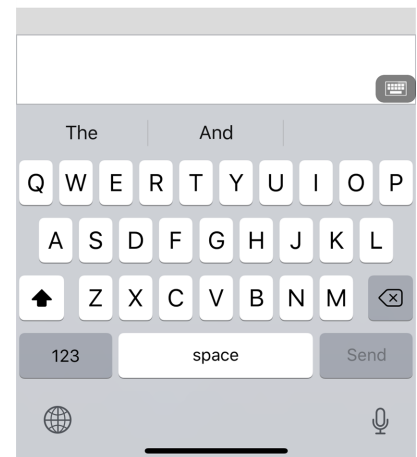 The And
Q W E R T Y U I O P
A S D F G H J K L
Z X C V B N M
123 space Send